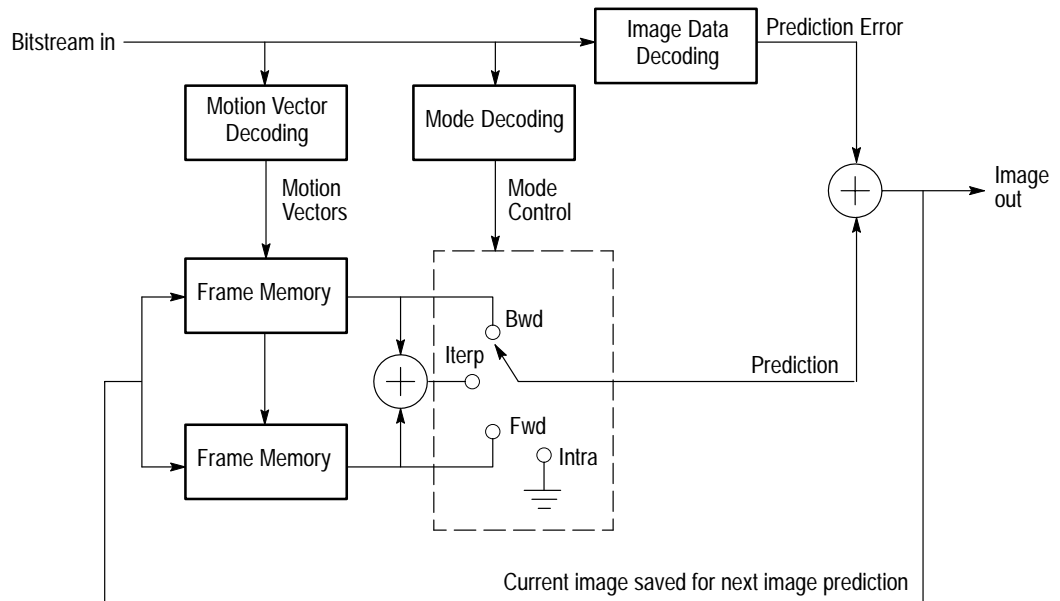 Bitstream in
Image Data
Decoding
Prediction Error
Motion Vector
Decoding
Mode Decoding
Motion
Vectors
Mode
Control
Image
out
Frame Memory
Bwd
Iterp
Prediction
Fwd
Frame Memory
Intra
Current image saved for next image prediction